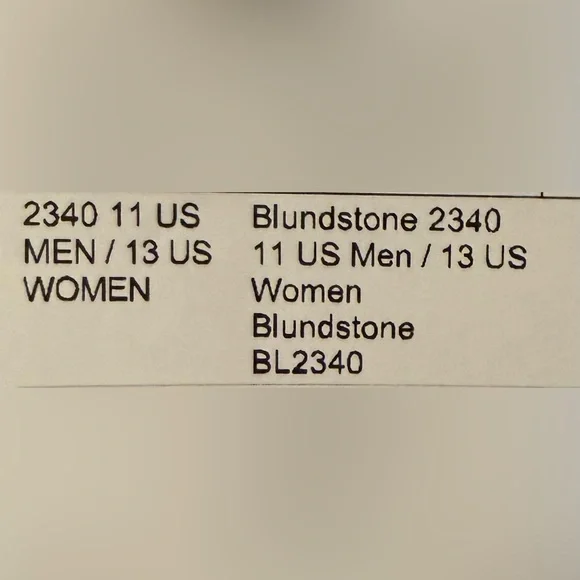 2340 11 US
MEN / 13 US
WOMEN
Blundstone 2340
11 US Men / 13 US
Women
Blundstone
BL2340